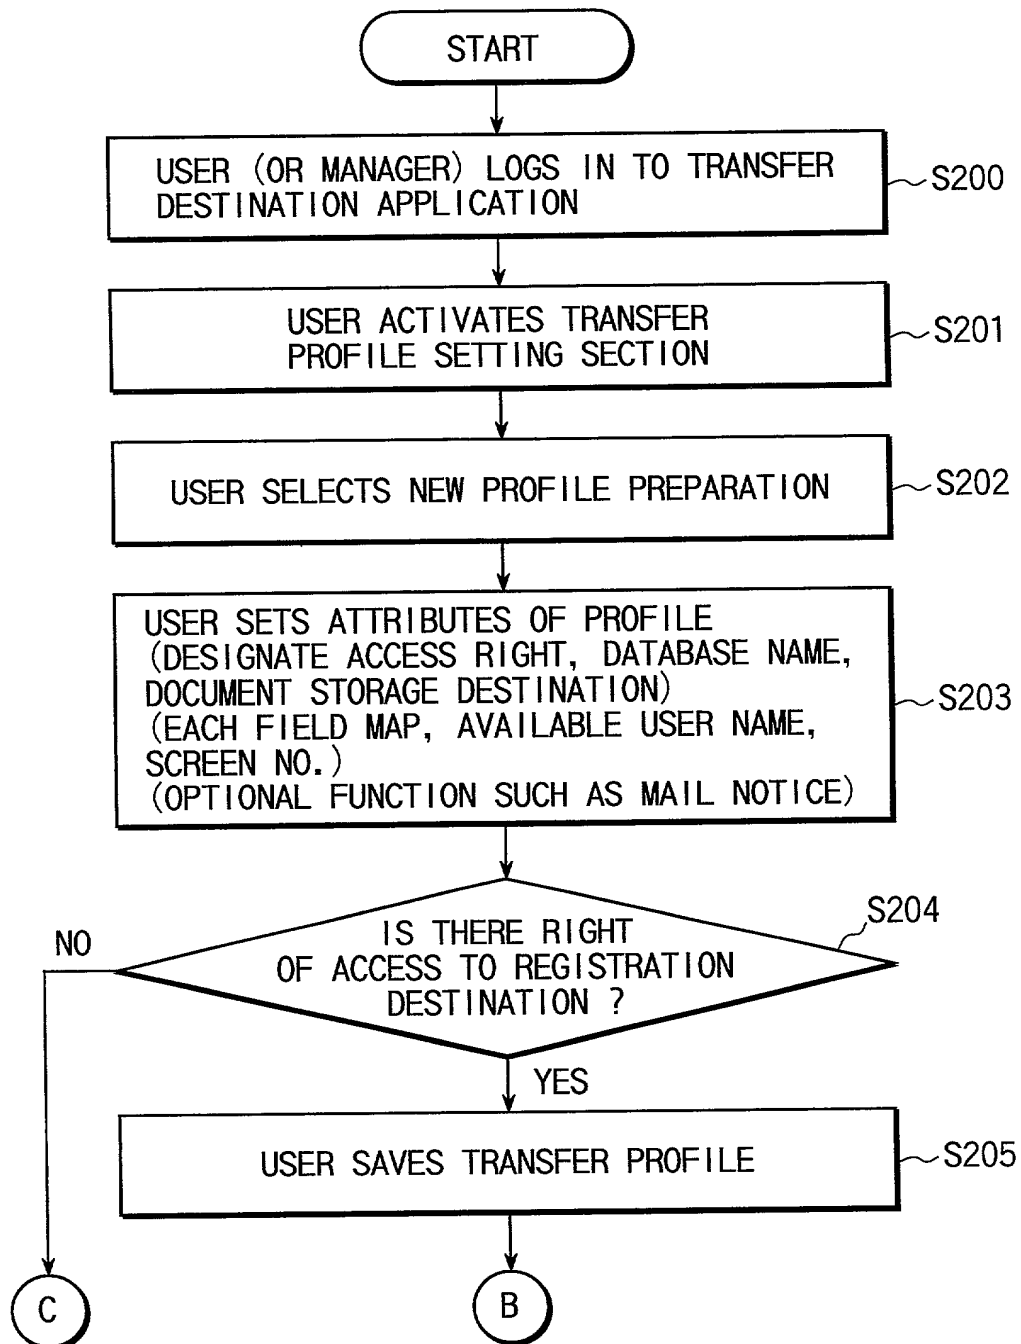 START
USER (OR MANAGER) LOGS IN TO TRANSFER
DESTINATION APPLICATION
S200
USER ACTIVATES TRANSFER
PROFILE SETTING SECTION
S201
USER SELECTS NEW PROFILE PREPARATION
S202
USER SETS ATTRIBUTES OF PROFILE
(DESIGNATE ACCESS RIGHT, DATABASE NAME,
DOCUMENT STORAGE DESTINATION)
(EACH FIELD MAP, AVAILABLE USER NAME,
SCREEN NO.)
(OPTIONAL FUNCTION SUCH AS MAIL NOTICE)
S203
IS THERE RIGHT
OF ACCESS TO REGISTRATION
DESTINATION ?
S204
NO
YES
USER SAVES TRANSFER PROFILE
S205
C
B